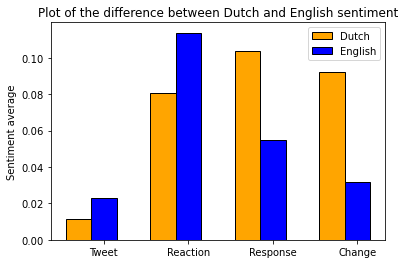 Plot of the difference between Dutch and English sentiment
Dutch
English
Sentiment average
0.10
0.08
0.06
0.04
0.02
0.00
Tweet
Reaction
Response
Change